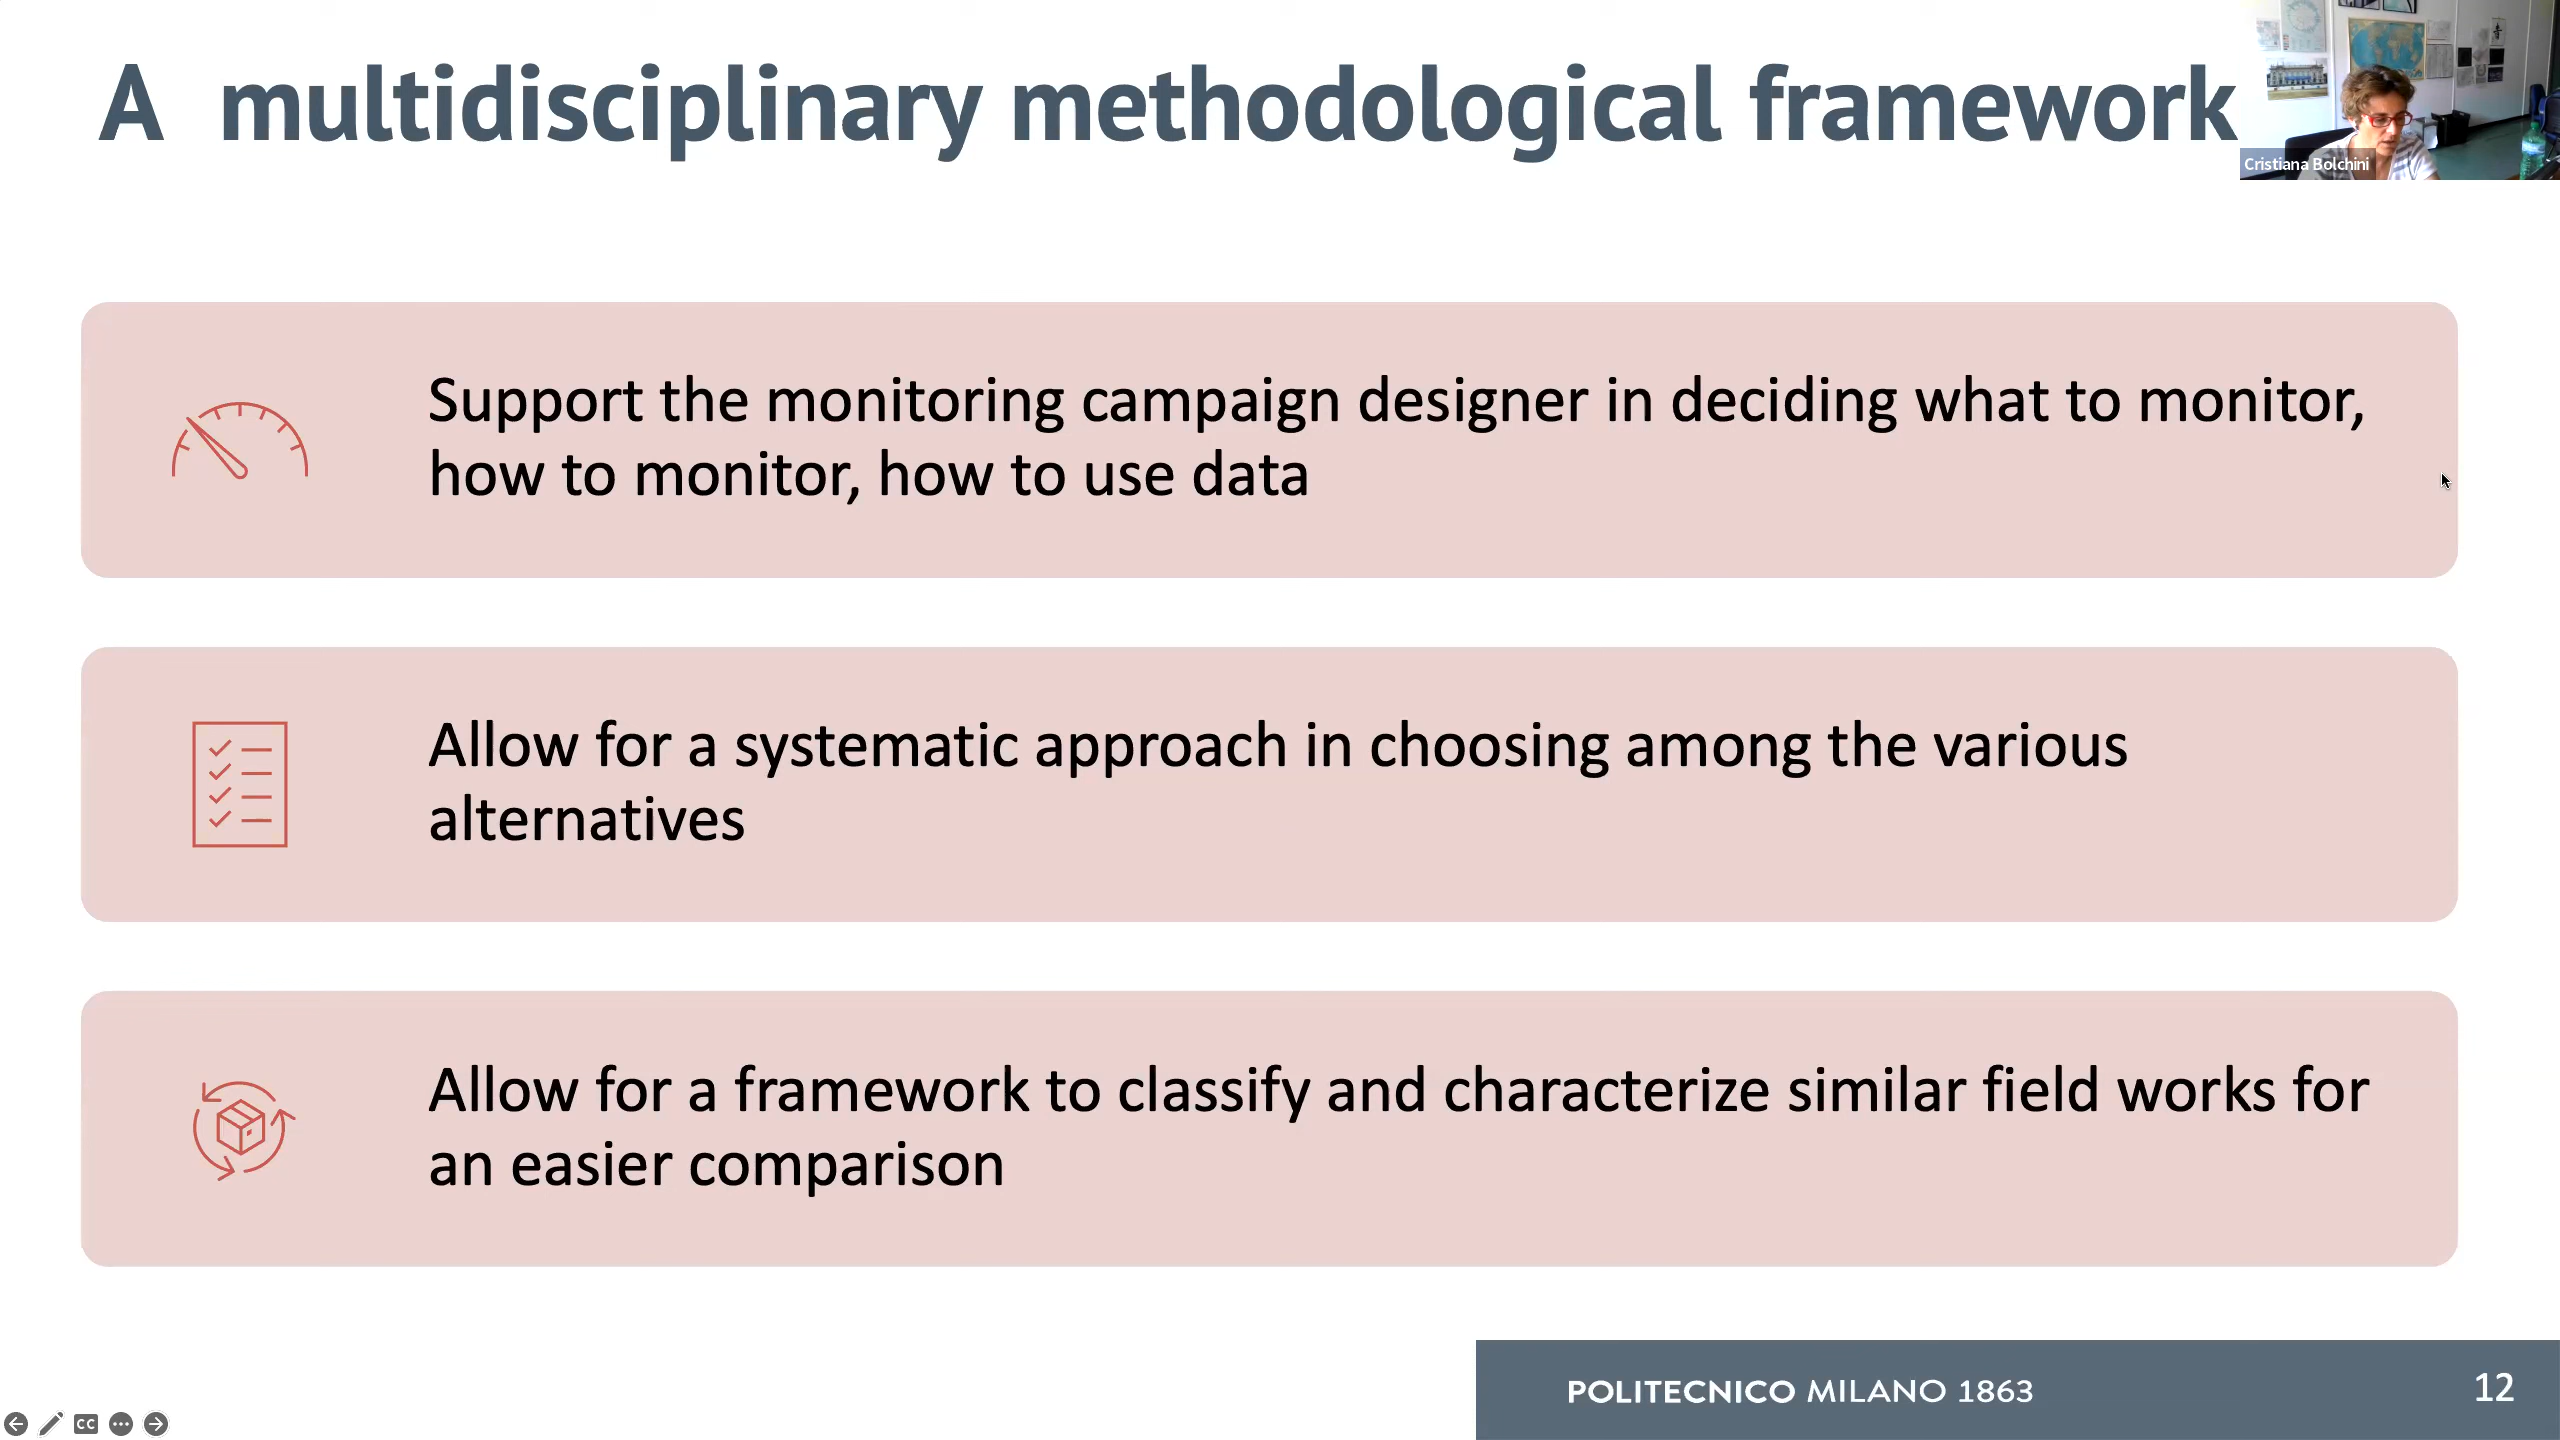 A  multidisciplinary methodological framework
Cristiana Bolchini
Support the monitoring campaign designer in deciding what to monitor,
how to monitor, how to use data
Allow for a systematic approach in choosing among the various
alternatives
Allow for a framework to classify and characterize similar field works for
an easier comparison
POLITECNICO MILANO 1863
12
CC